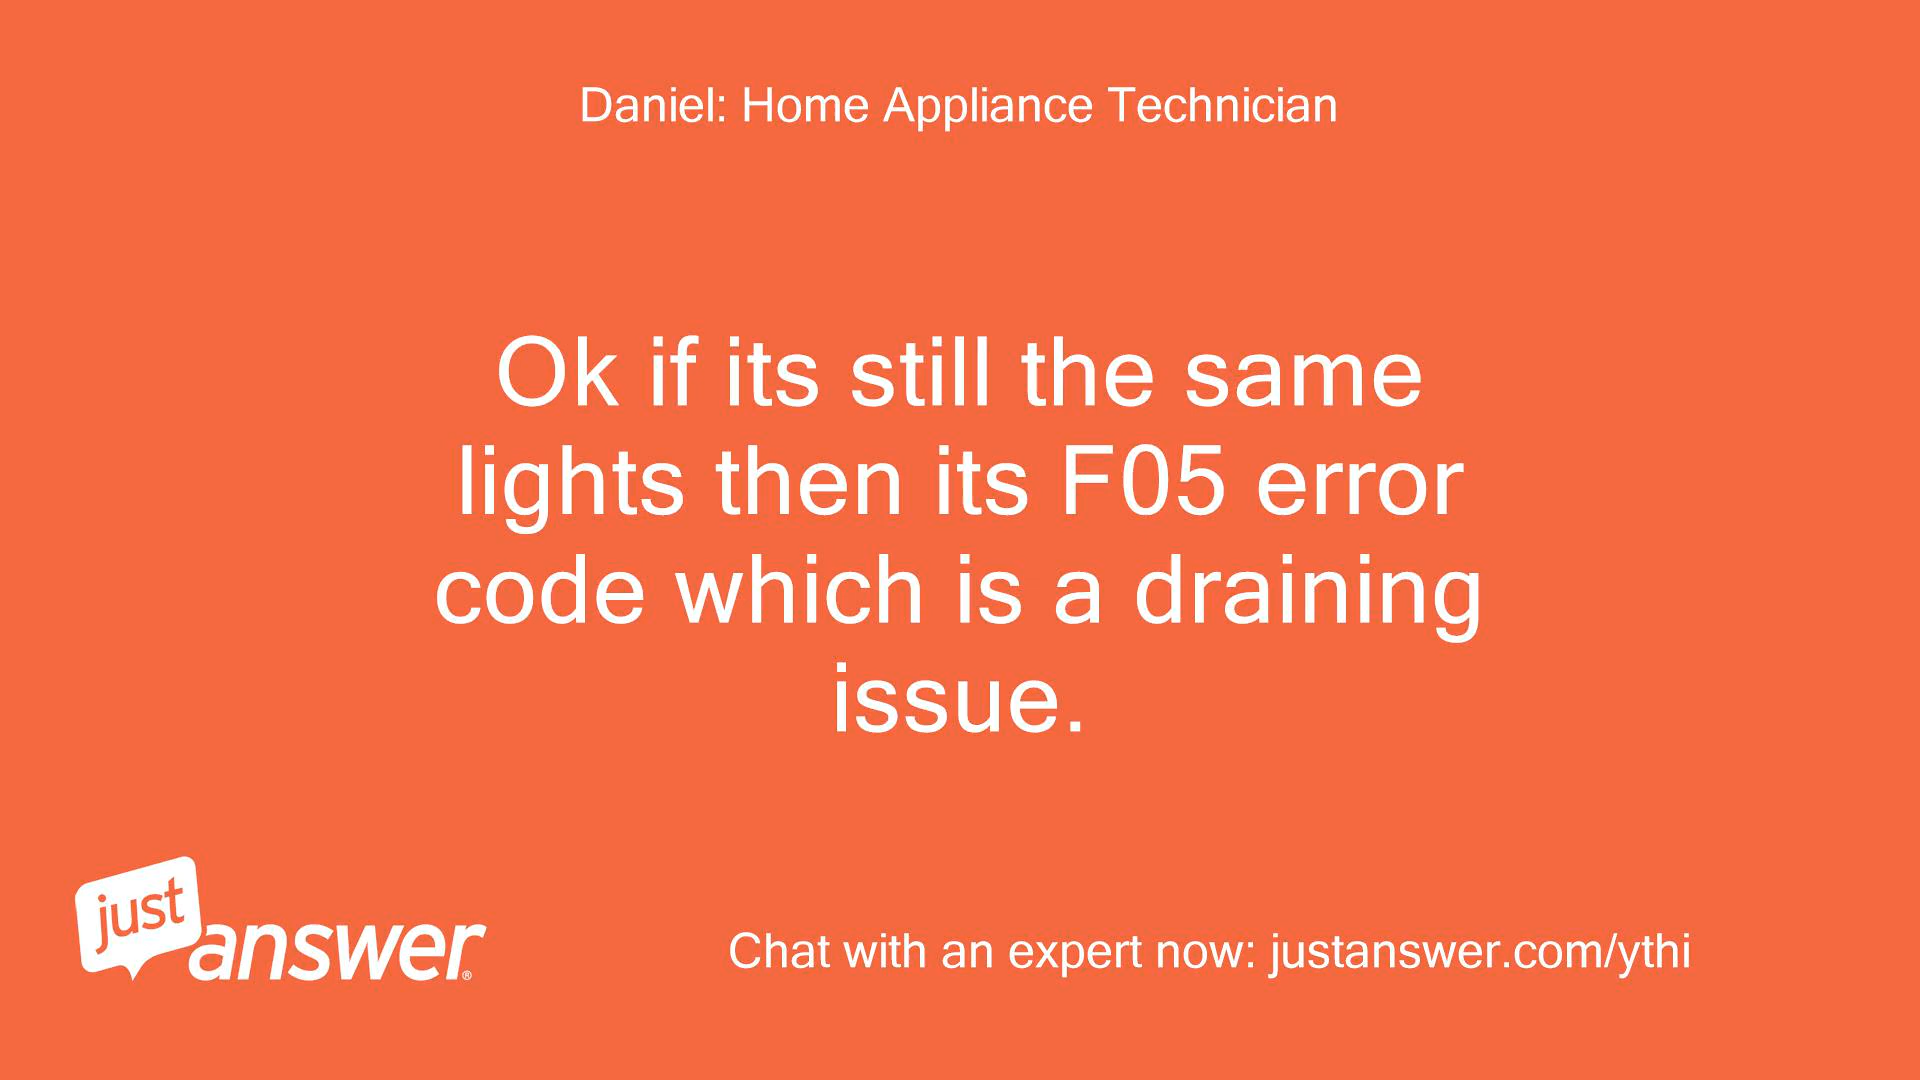 Daniel: Home Appliance Technician
Ok if its still the same
lights then its F05 error
code which is a draining
issue.
just
answer®
Chat with an expert now: justanswer.com/ythi